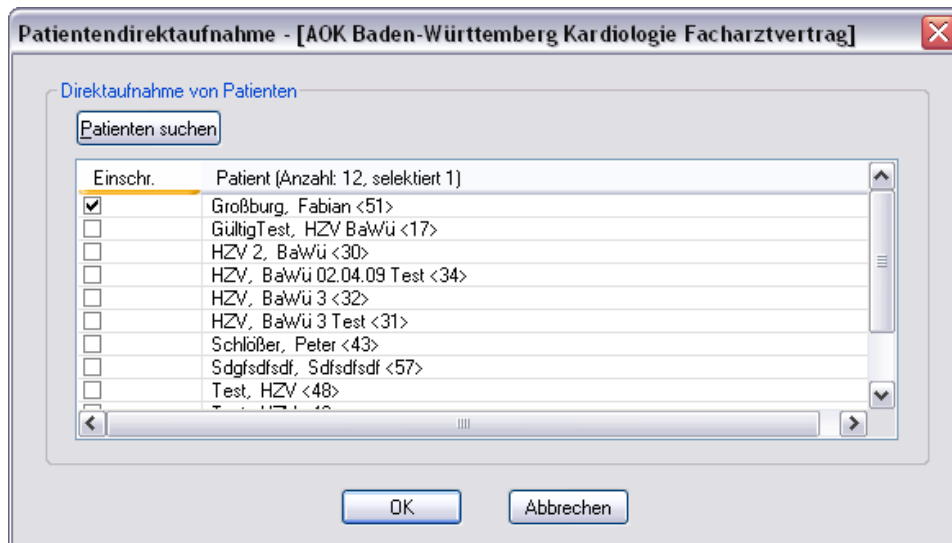 Patientendirektaufnahme - [AOK Baden-Württemberg Kardiologie Facharztvertrag]
Direktaufnahme von Patienten
Patienten suchen
Einschr. Patient (Anzahl: 12, selektiert 1)
Großburg, Fabian <51>
GültigTest, HZV BaWü <17>
HZV 2, BaWü <30>
HZV, BaWü 02.04.09 Test <34>
HZV, BaWü 3 <32>
HZV, BaWü 3 Test <31>
Schlößer, Peter <43>
Sdgfsdfsdf, Sdfsdfsdf <57>
Test, HZV <48>
OK Abbrechen